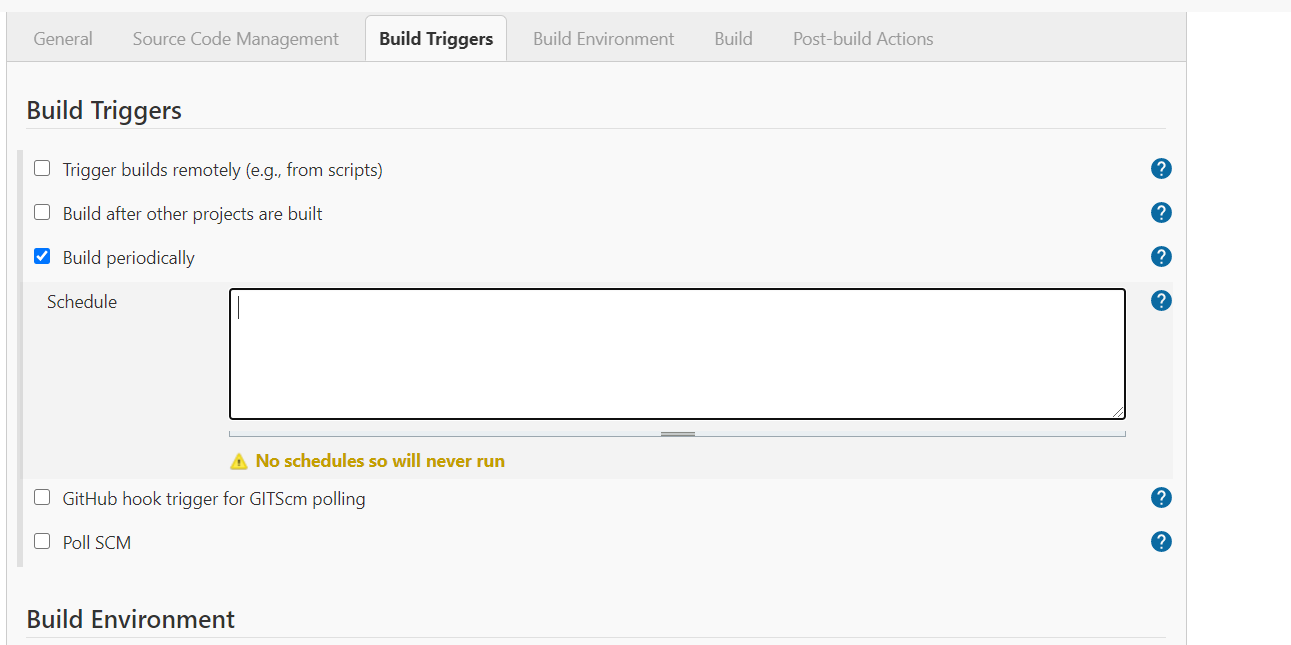 General Source Code Management Build Triggers Build Environment Build Post-build Actions
Build Triggers
Trigger builds remotely (e.g., from scripts) ?
Build after other projects are built ?
Build periodically ?
Schedule ?
No schedules so will never run
GitHub hook trigger for GITScm polling ?
Poll SCM ?
Build Environment